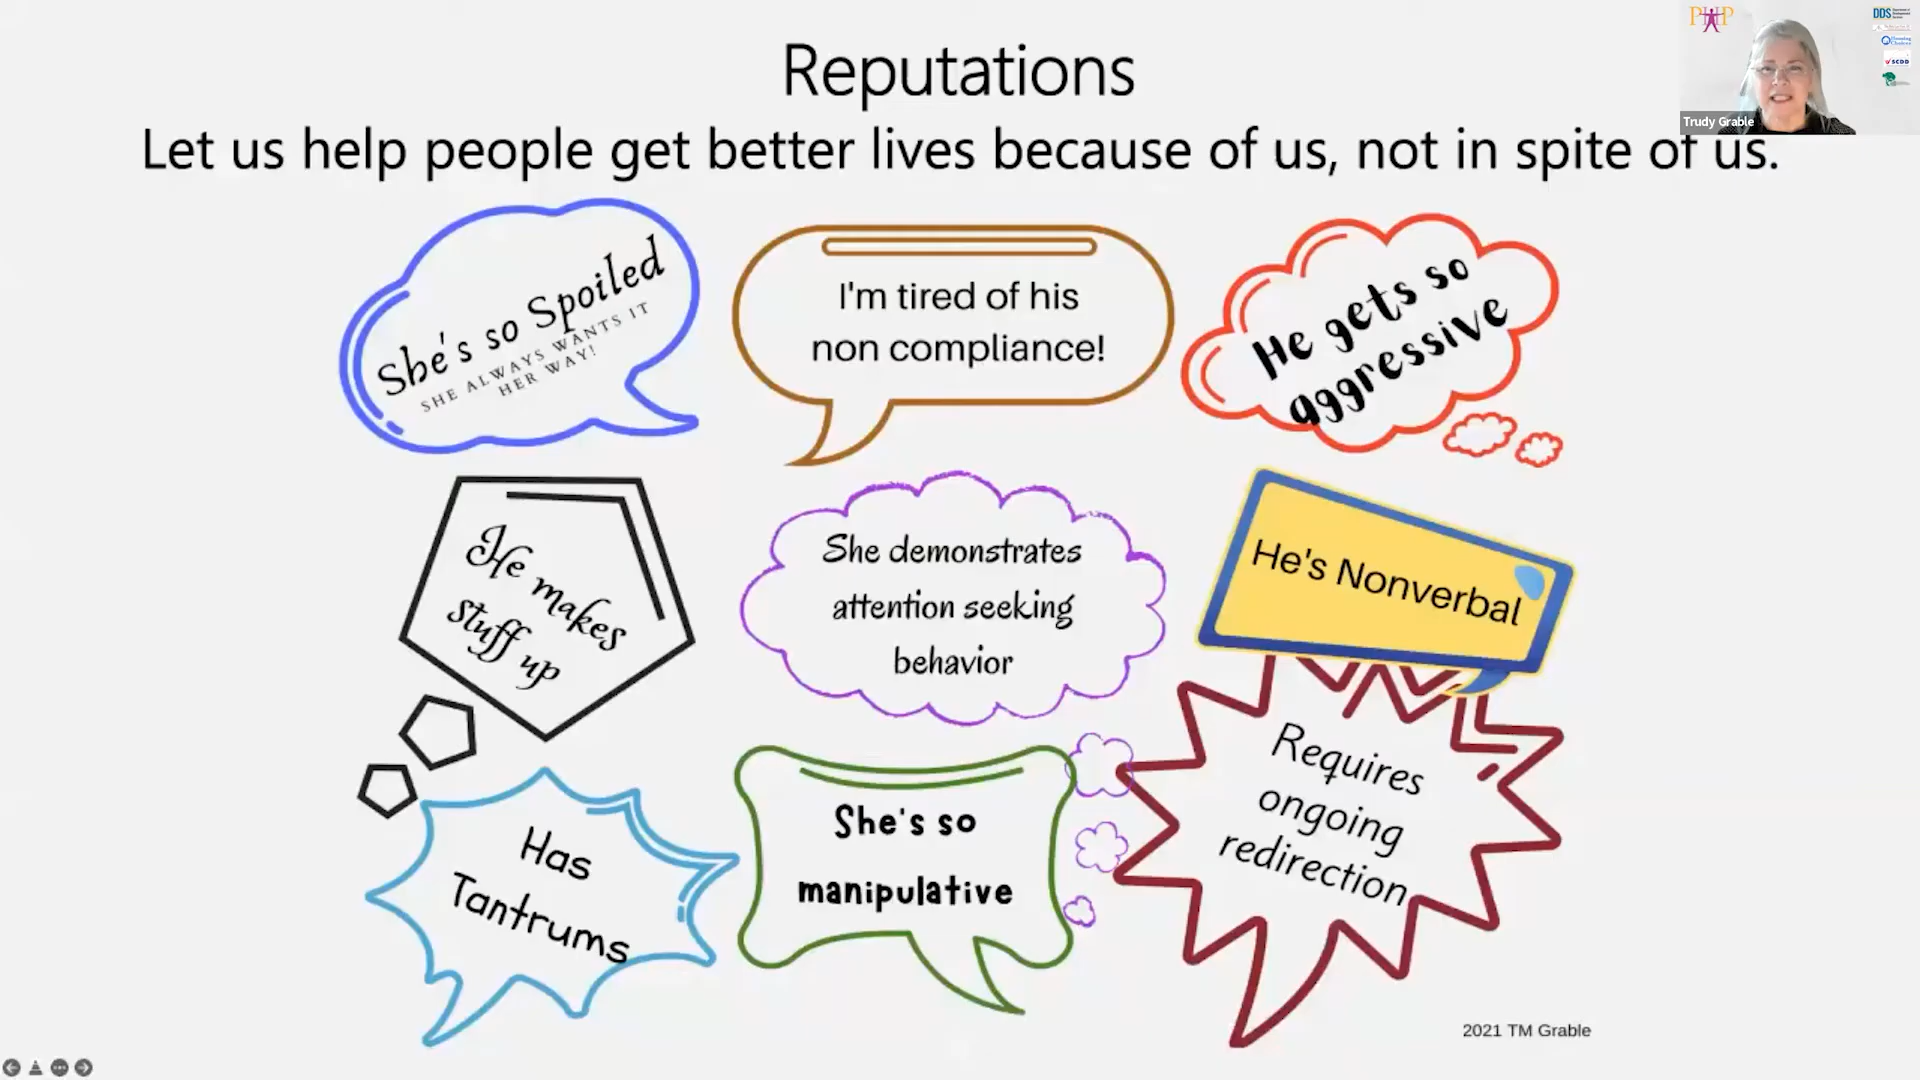 Reputations
Let us help people get better lives because of us, not in spite of us.
PHP
DDS
SCDD
Trudy Grable
She's so Spoiled
SHE ALWAYS WANTS IT
HER WAY!
I'm tired of his
non compliance!
He gets so
aggressive
He makes
stuff up
She demonstrates
attention seeking
behavior
He's Nonverbal
Has
Tantrums
She's so
manipulative
Requires
ongoing
redirection
2021 TM Grable